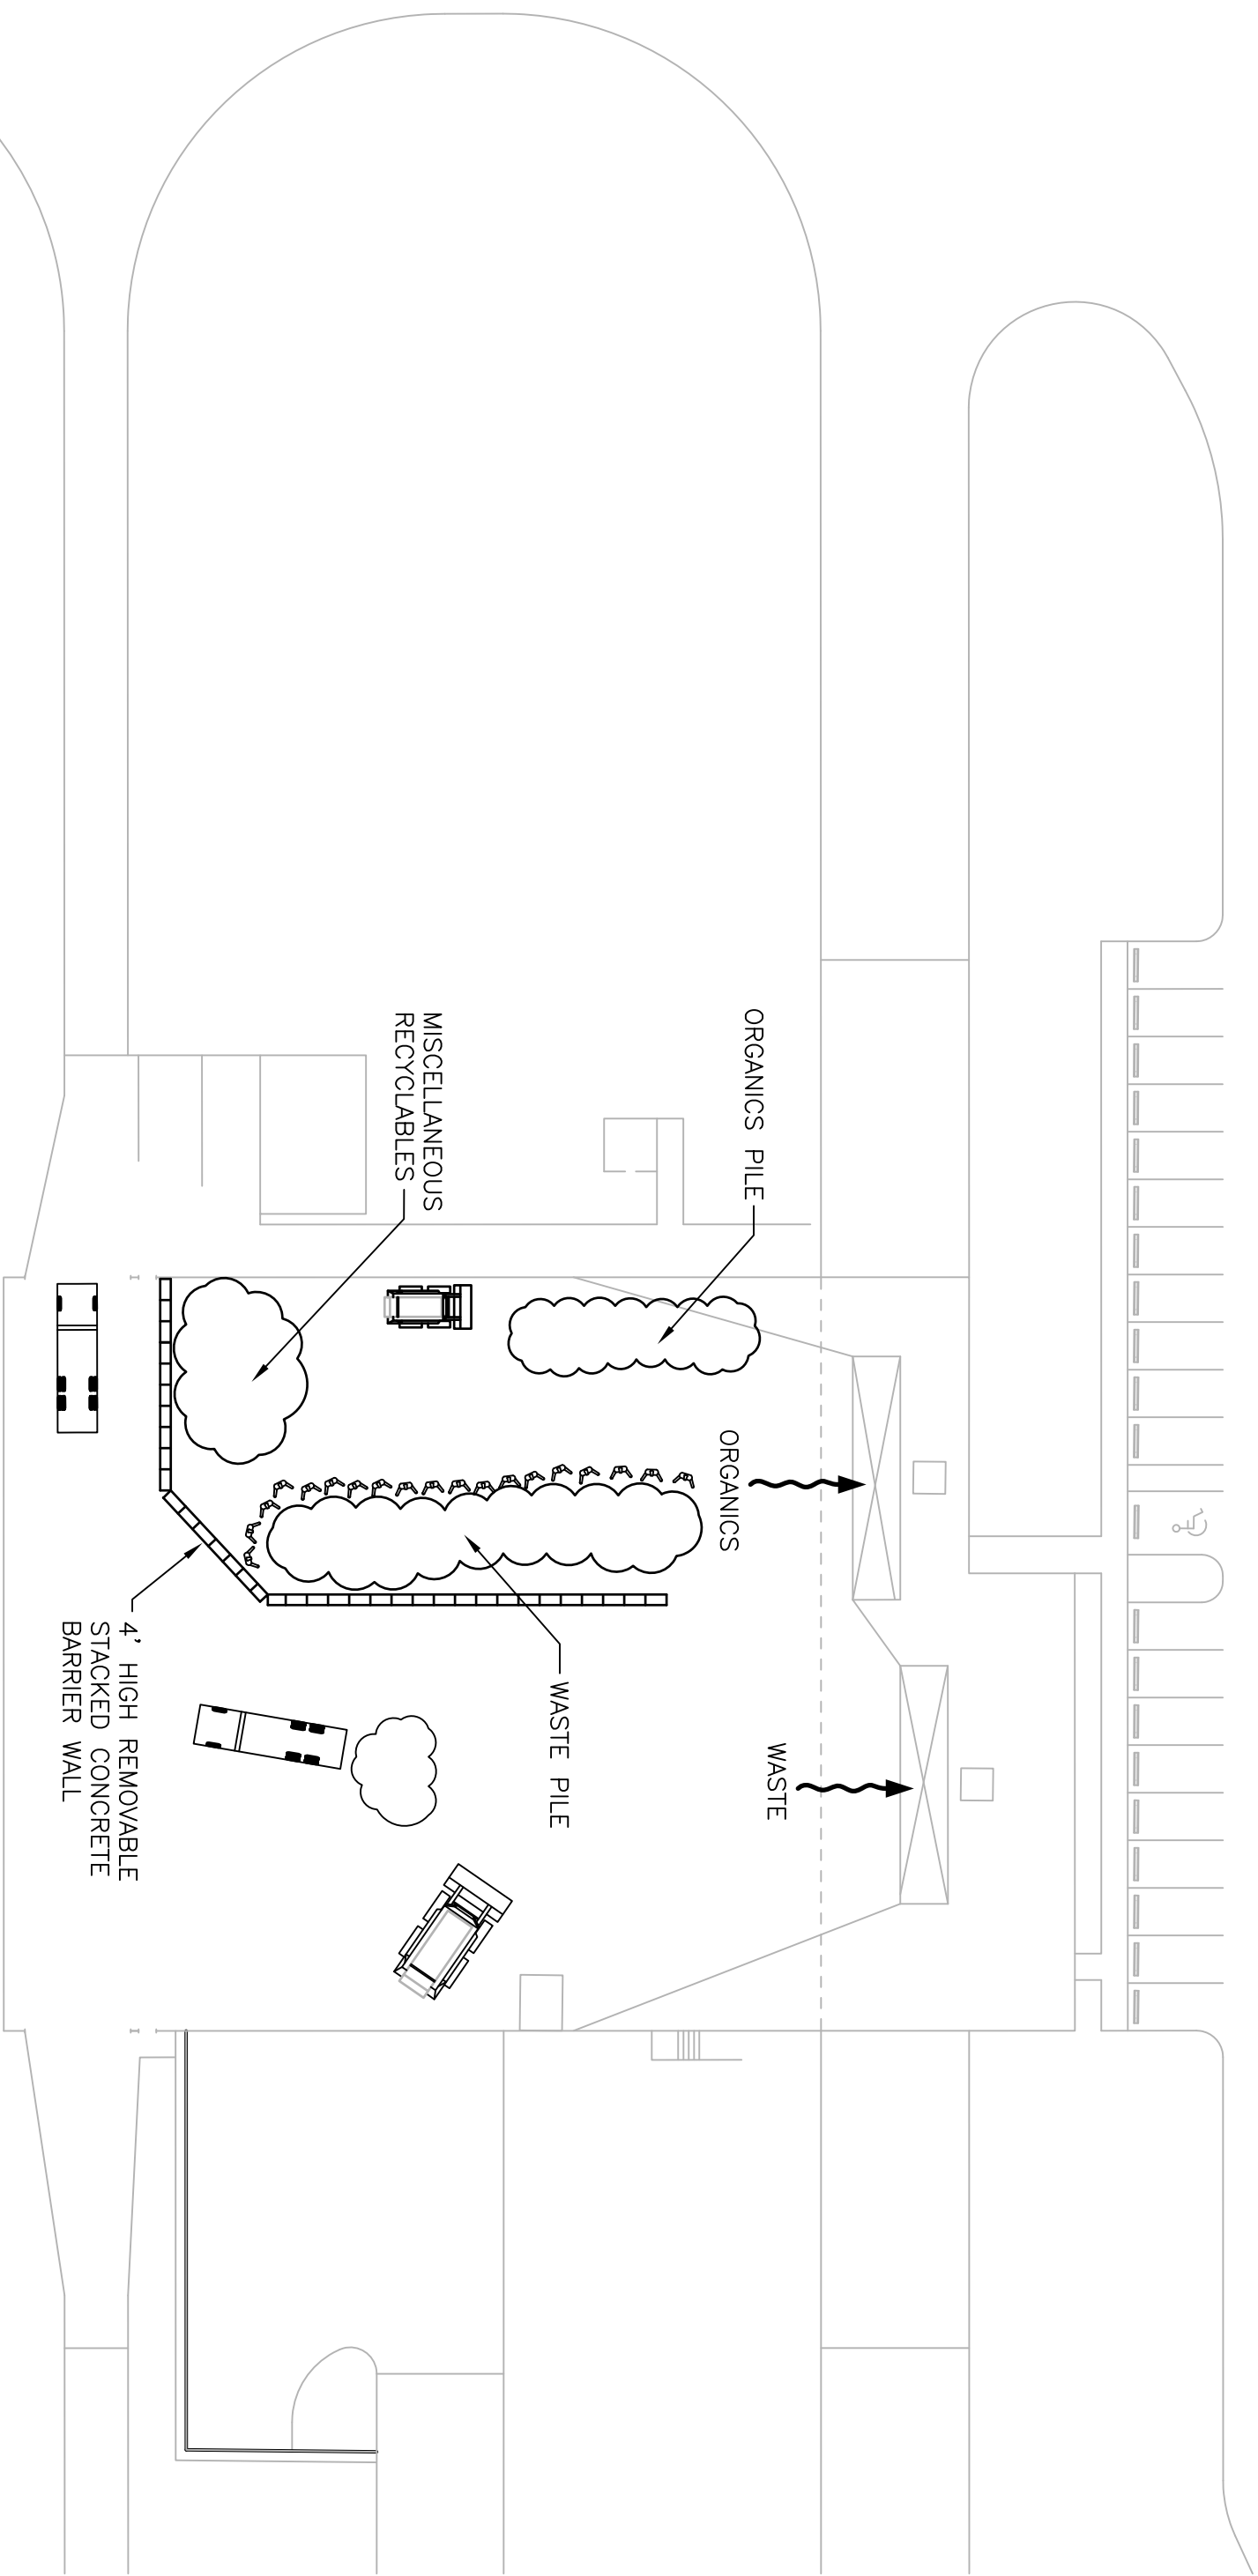 ORGANICS PILE
MISCELLANEOUS
RECYCLABLES
ORGANICS
WASTE
WASTE PILE
4' HIGH REMOVABLE
STACKED CONCRETE
BARRIER WALL